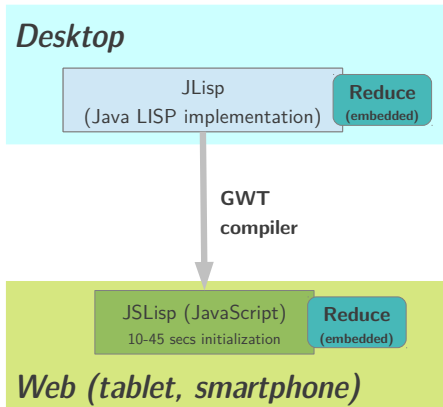 Desktop
JLisp
(Java LISP implementation)
Reduce
(embedded)
GWT
compiler
JSLisp (JavaScript)
10-45 secs initialization
Reduce
(embedded)
Web (tablet, smartphone)